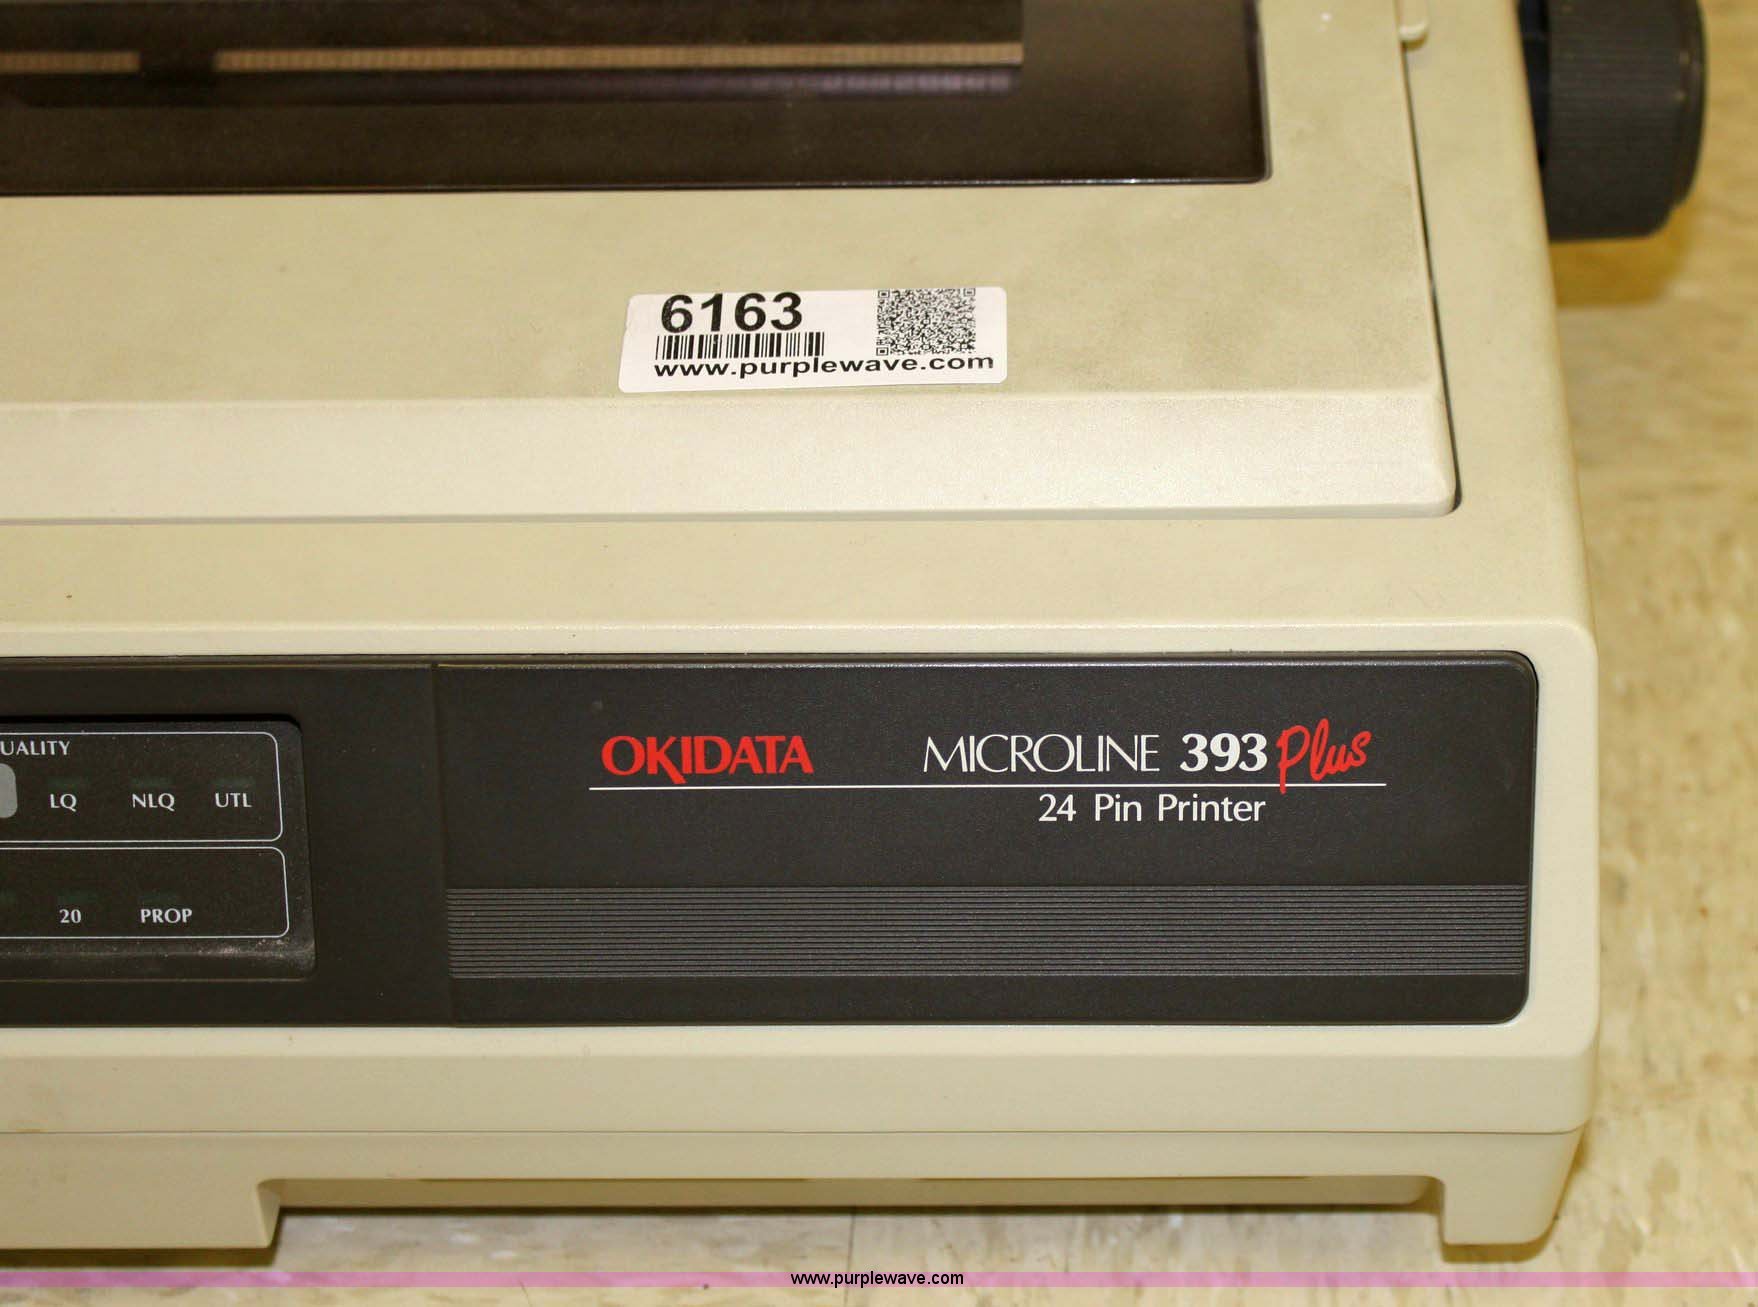 6163
www.purplewave.com
OKIDATA MICROLINE 393 Plus
24 Pin Printer
UALITY
LQ NLQ UTL
20 PROP
www.purplewave.com